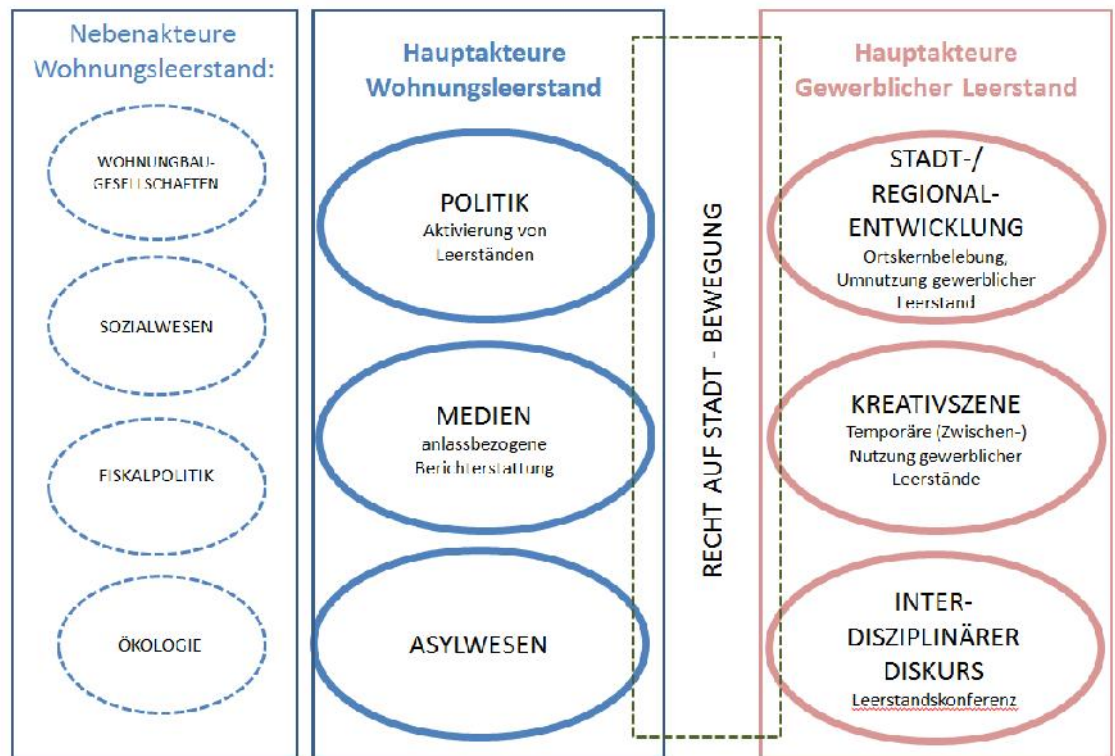 Nebenakteure
Wohnungsleerstand:
WOHNUNGBAU-
GESELLSCHAFTEN
SOZIALWESEN
FISKALPOLITIK
ÖKOLOGIE
Hauptakteure
Wohnungsleerstand
POLITIK
Aktivierung von
Leerständen
MEDIEN
anlassbezogene
Berichterstattung
ASYLWESEN
RECHT AUF STADT - BEWEGUNG
Hauptakteure
Gewerblicher Leerstand
STADT-/
REGIONAL-
ENTWICKLUNG
Ortskernbelebung,
Umnutzung gewerblicher
Leerstand
KREATIVSZENE
Temporäre (Zwischen-)
Nutzung gewerblicher
Leerstände
INTER-
DISZIPLINÄRER
DISKURS
Leerstandskonferenz